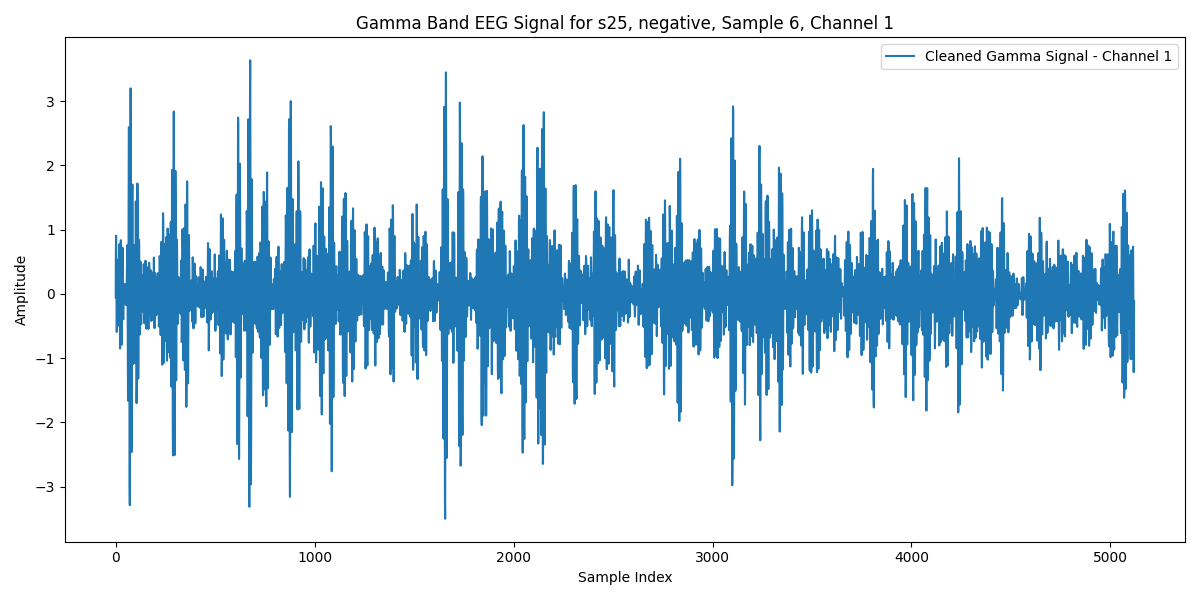 Gamma Band EEG Signal for s25, negative, Sample 6, Channel 1
Cleaned Gamma Signal - Channel 1
Amplitude
3
2
1
0
−1
−2
−3
0 1000 2000 3000 4000 5000
Sample Index